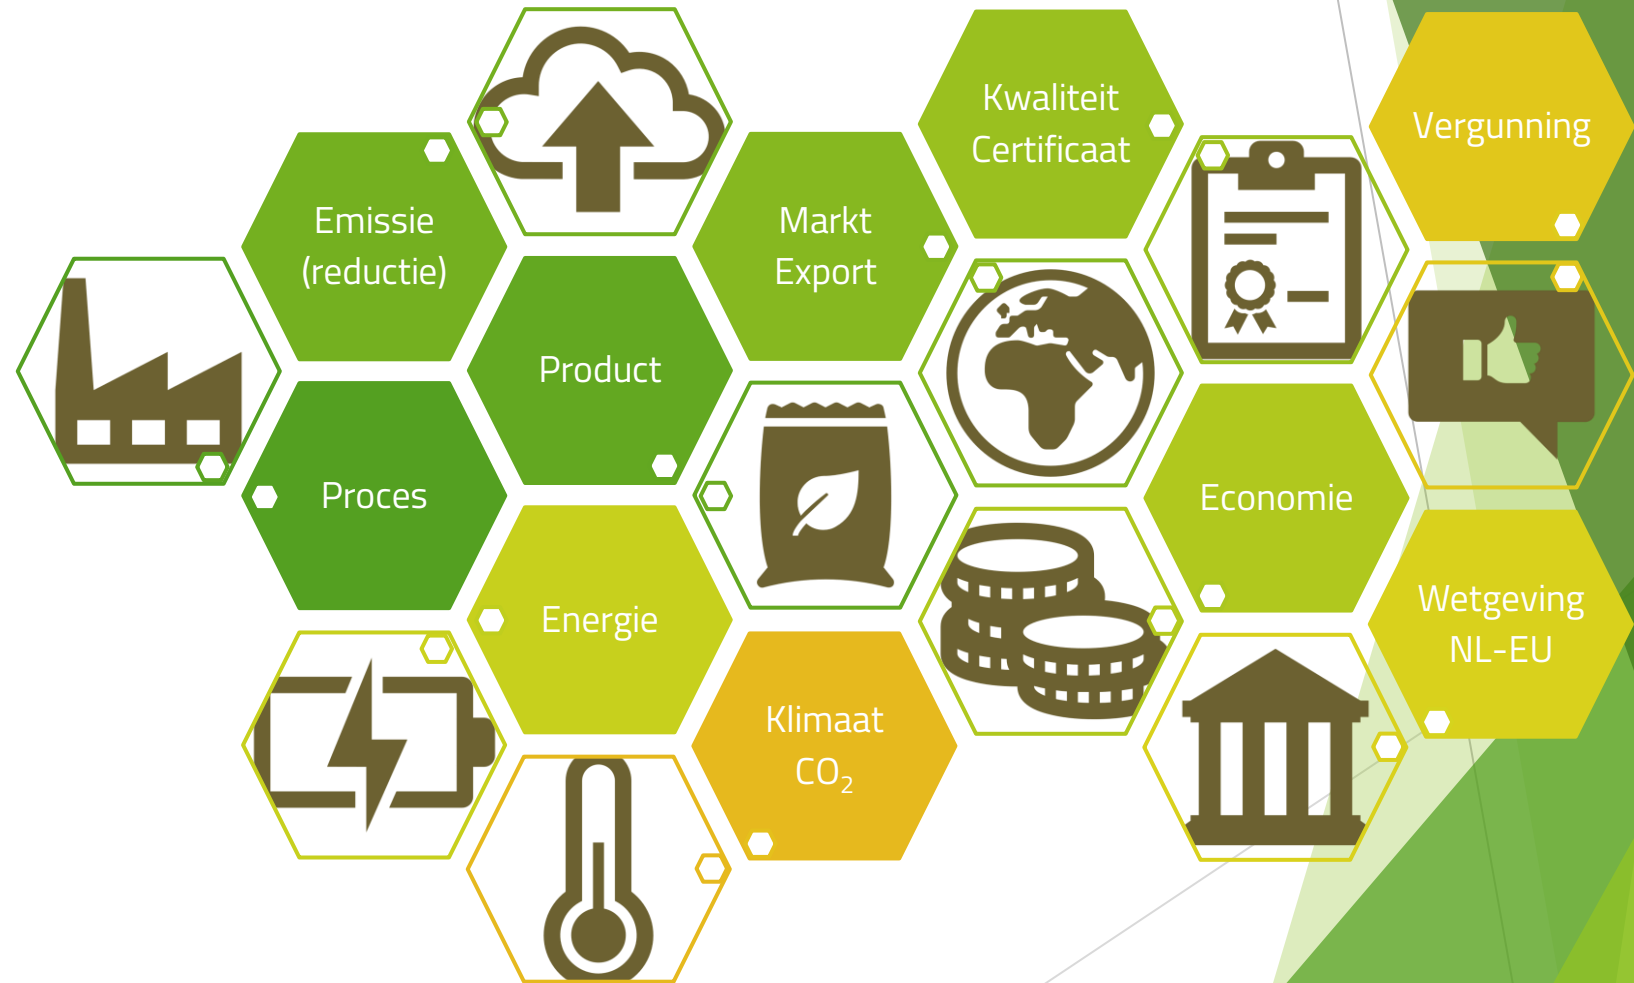 Kwaliteit
Certificaat
Vergunning
Emissie
(reductie)
Markt
Export
Product
Proces
Economie
Energie
Wetgeving
NL-EU
Klimaat
CO₂